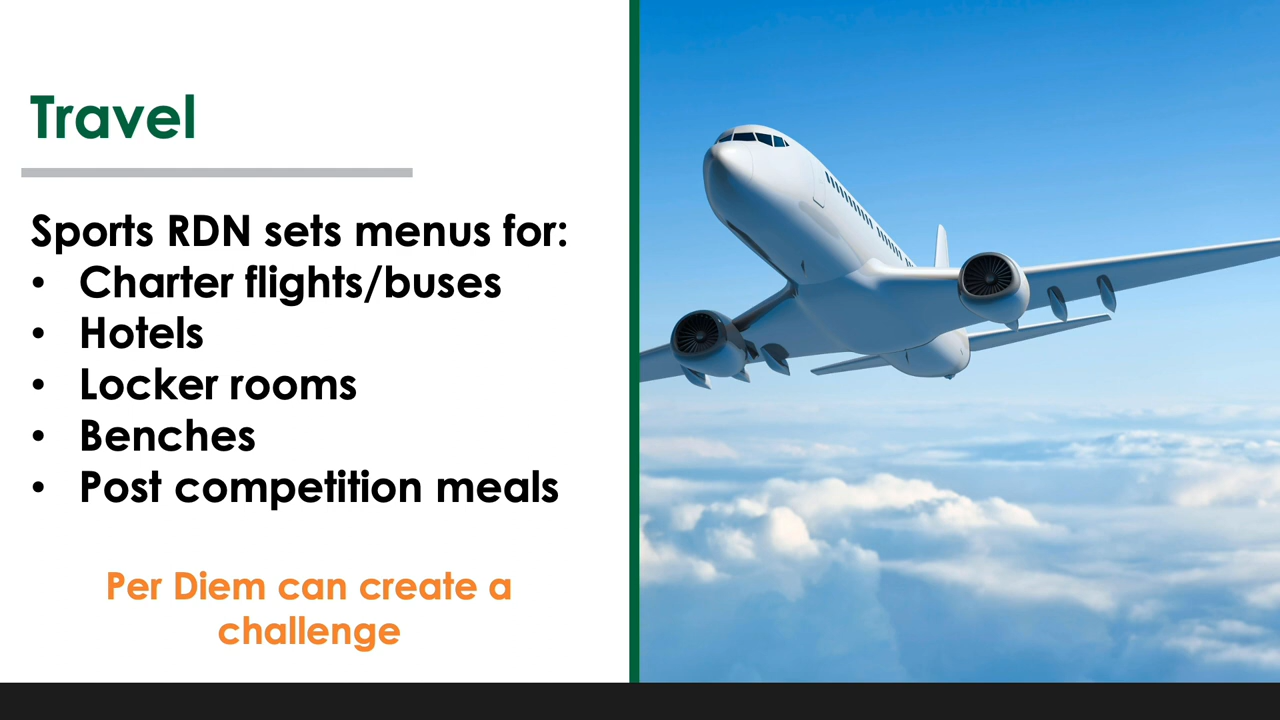 Travel
Sports RDN sets menus for:
• Charter flights/buses
• Hotels
• Locker rooms
• Benches
• Post competition meals
Per Diem can create a
challenge